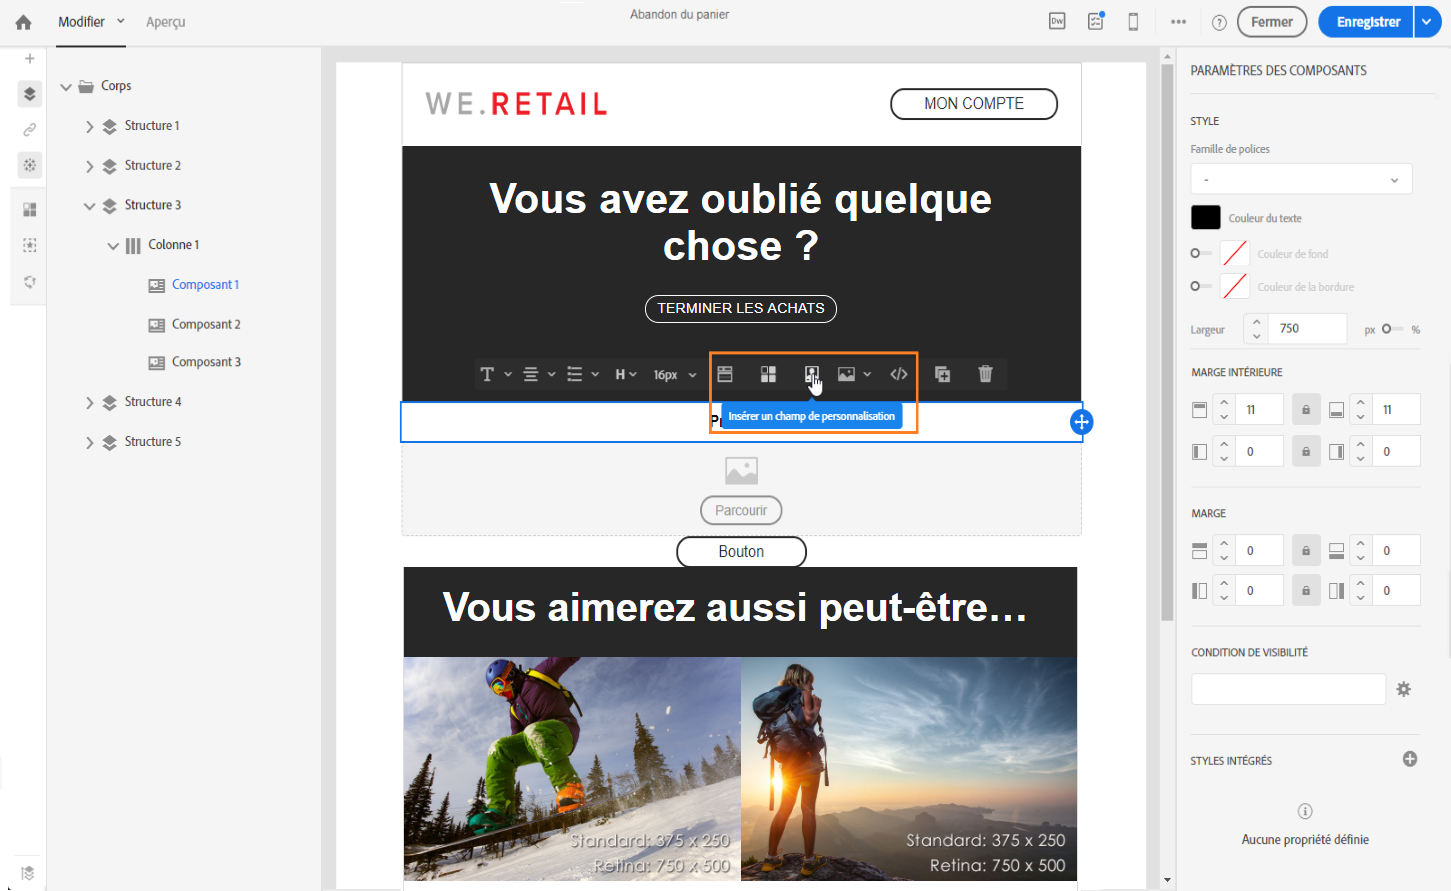 Abandon du panier
Modifier
Aperçu
Dw
Fermer
Enregistrer
Corps
Structure 1
Structure 2
Structure 3
Colonne 1
Composant 1
Composant 2
Composant 3
Structure 4
Structure 5
WE.RETAIL
MON COMPTE
Vous avez oublié quelque
chose ?
TERMINER LES ACHATS
T
H
16px
Insérer un champ de personnalisation
Parcourir
Bouton
Vous aimerez aussi peut-être...
Standard: 375 x 250
Retina: 750 x 500
Standard: 375 x 250
Retina: 750 x 500
PARAMÈTRES DES COMPOSANTS
STYLE
Famille de polices
-
Couleur du texte
Couleur de fond
Couleur de la bordure
Largeur 750 px %
MARGE INTÉRIEURE
11 11
0 0
MARGE
0 0
0 0
CONDITION DE VISIBILITÉ
STYLES INTÉGRÉS
Aucune propriété définie